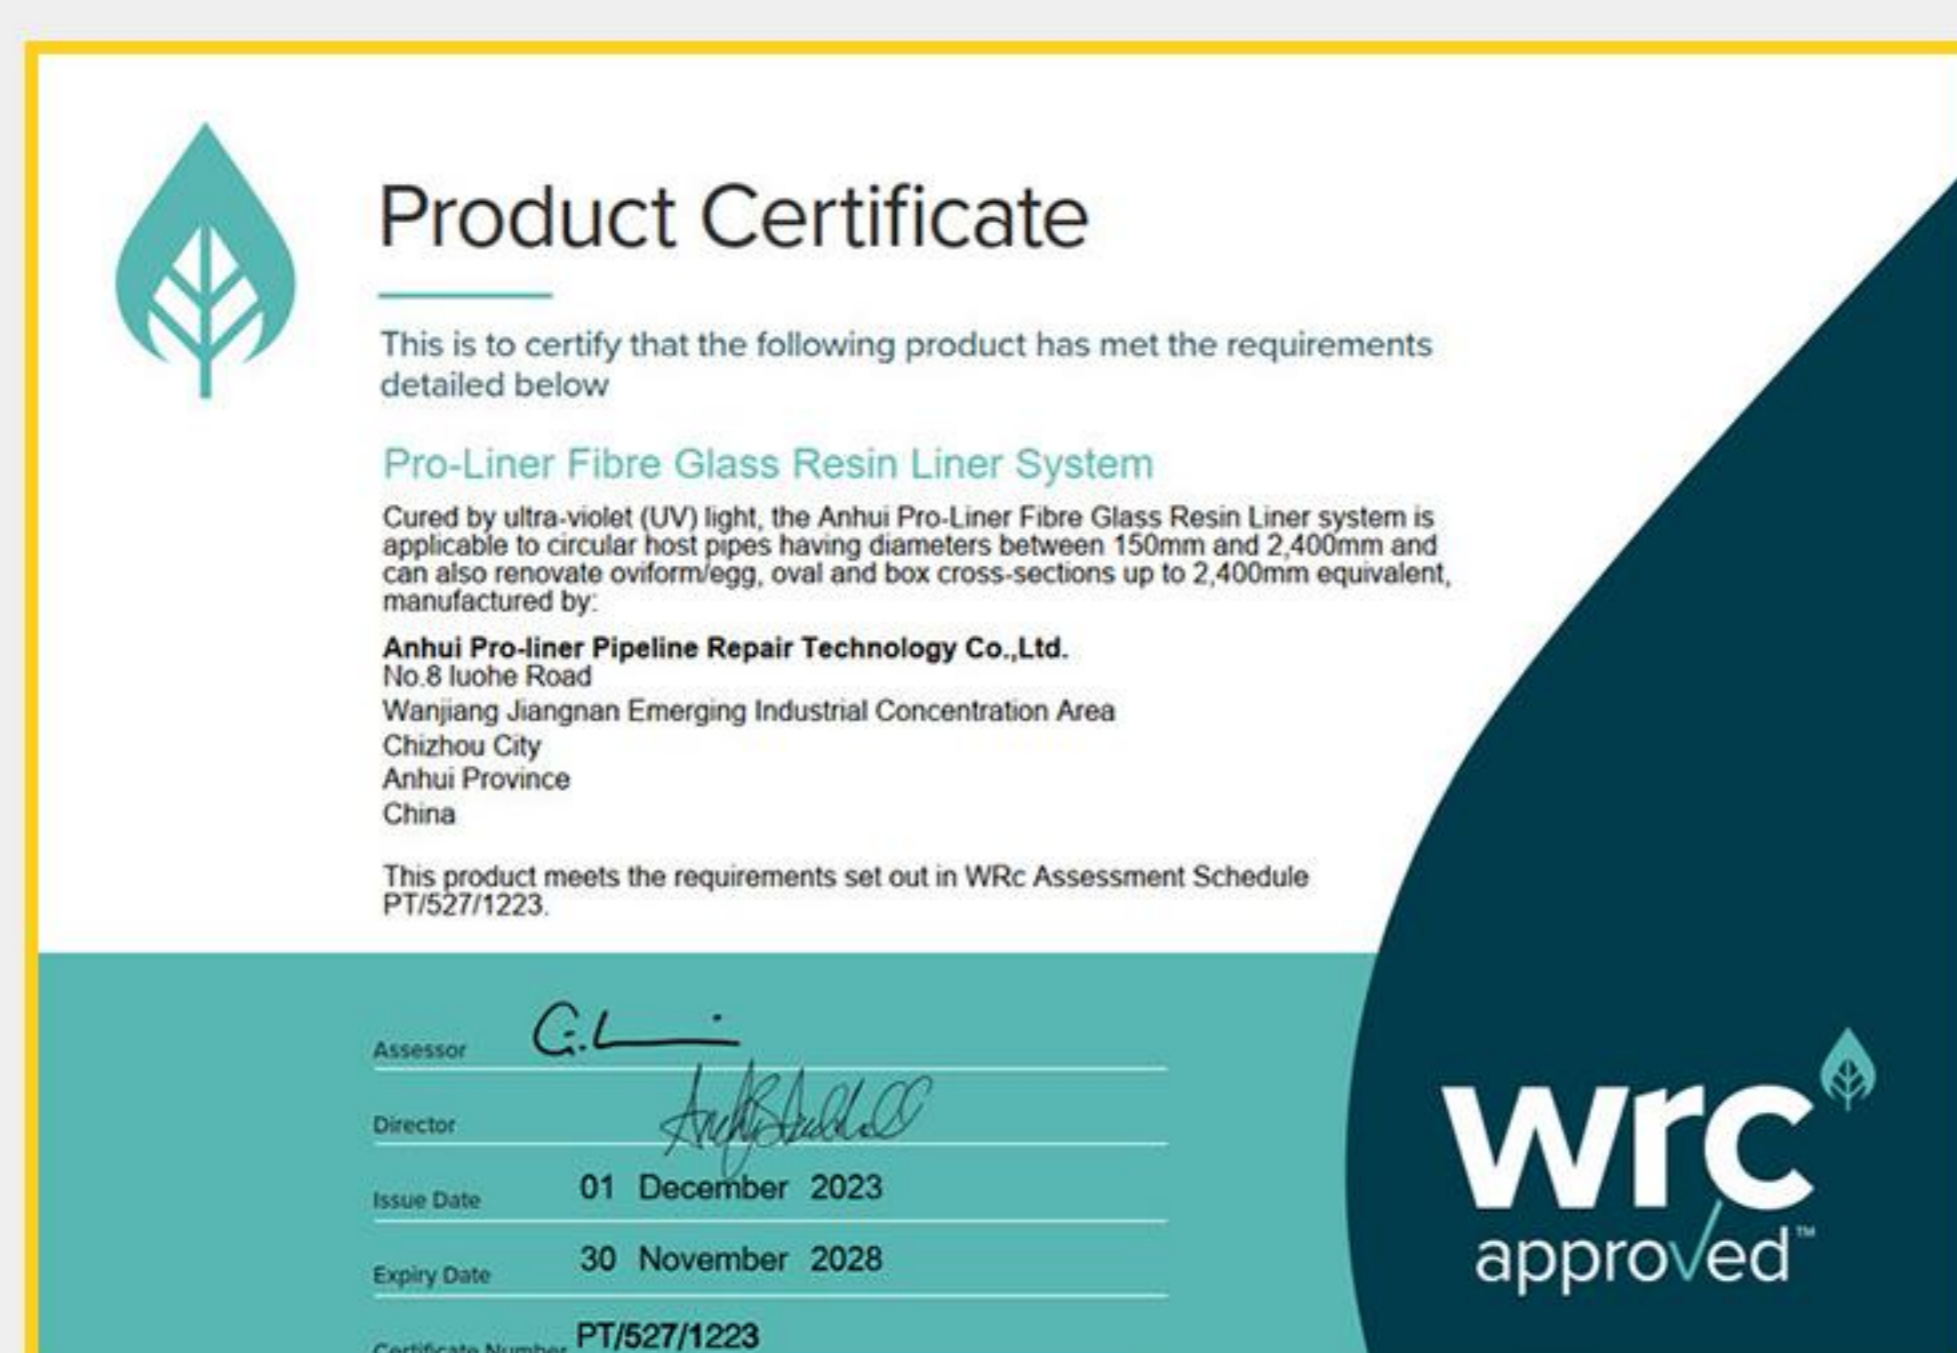 Product Certificate
This is to certify that the following product has met the requirements
detailed below
Pro-Liner Fibre Glass Resin Liner System
Cured by ultra-violet (UV) light, the Anhui Pro-Liner Fibre Glass Resin Liner system is
applicable to circular host pipes having diameters between 150mm and 2,400mm and
can also renovate oviform/egg, oval and box cross-sections up to 2,400mm equivalent,
manufactured by:
Anhui Pro-liner Pipeline Repair Technology Co.,Ltd.
No.8 luohe Road
Wanjiang Jiangnan Emerging Industrial Concentration Area
Chizhou City
Anhui Province
China
This product meets the requirements set out in WRc Assessment Schedule
PT/527/1223.
Assessor
Director
Issue Date 01 December 2023
Expiry Date 30 November 2028
Certificate Number PT/527/1223
wrc
approved™